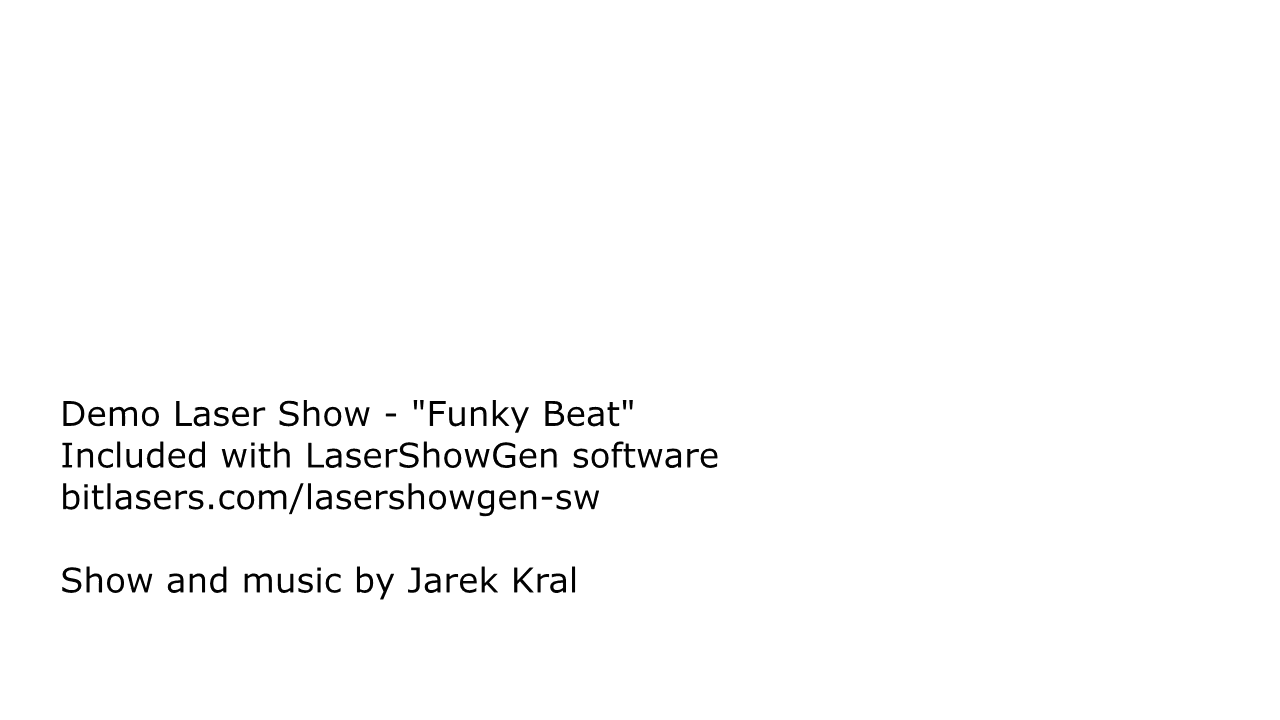 Demo Laser Show - "Funky Beat"
Included with LaserShowGen software
bitlasers.com/lasershowgen-sw
Show and music by Jarek Kral